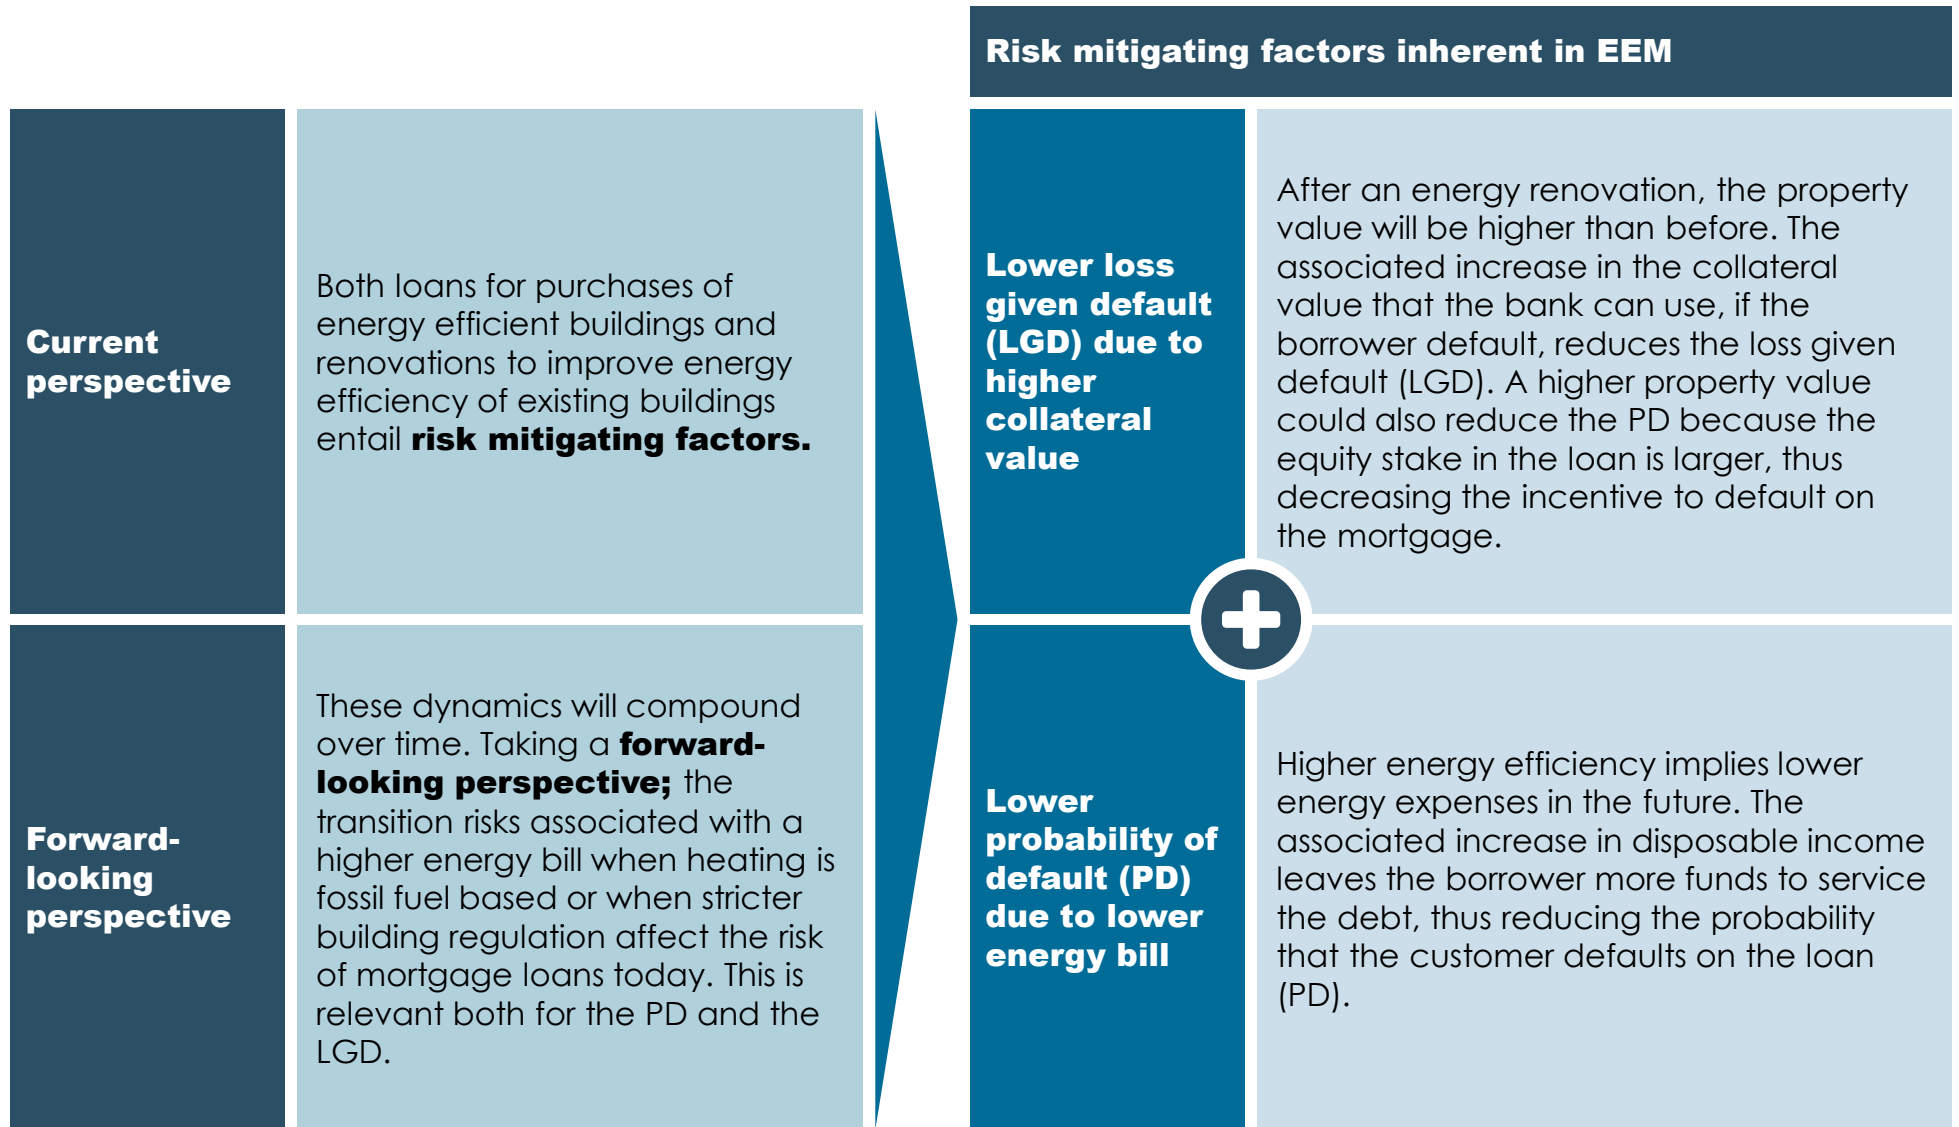 Risk mitigating factors inherent in EEM
Current
perspective
Both loans for purchases of
energy efficient buildings and
renovations to improve energy
efficiency of existing buildings
entail risk mitigating factors.
Lower loss
given default
(LGD) due to
higher
collateral
value
After an energy renovation, the property
value will be higher than before. The
associated increase in the collateral
value that the bank can use, if the
borrower default, reduces the loss given
default (LGD). A higher property value
could also reduce the PD because the
equity stake in the loan is larger, thus
decreasing the incentive to default on
the mortgage.
Forward-
looking
perspective
These dynamics will compound
over time. Taking a forward-
looking perspective; the
transition risks associated with a
higher energy bill when heating is
fossil fuel based or when stricter
building regulation affect the risk
of mortgage loans today. This is
relevant both for the PD and the
LGD.
Lower
probability of
default (PD)
due to lower
energy bill
Higher energy efficiency implies lower
energy expenses in the future. The
associated increase in disposable income
leaves the borrower more funds to service
the debt, thus reducing the probability
that the customer defaults on the loan
(PD).